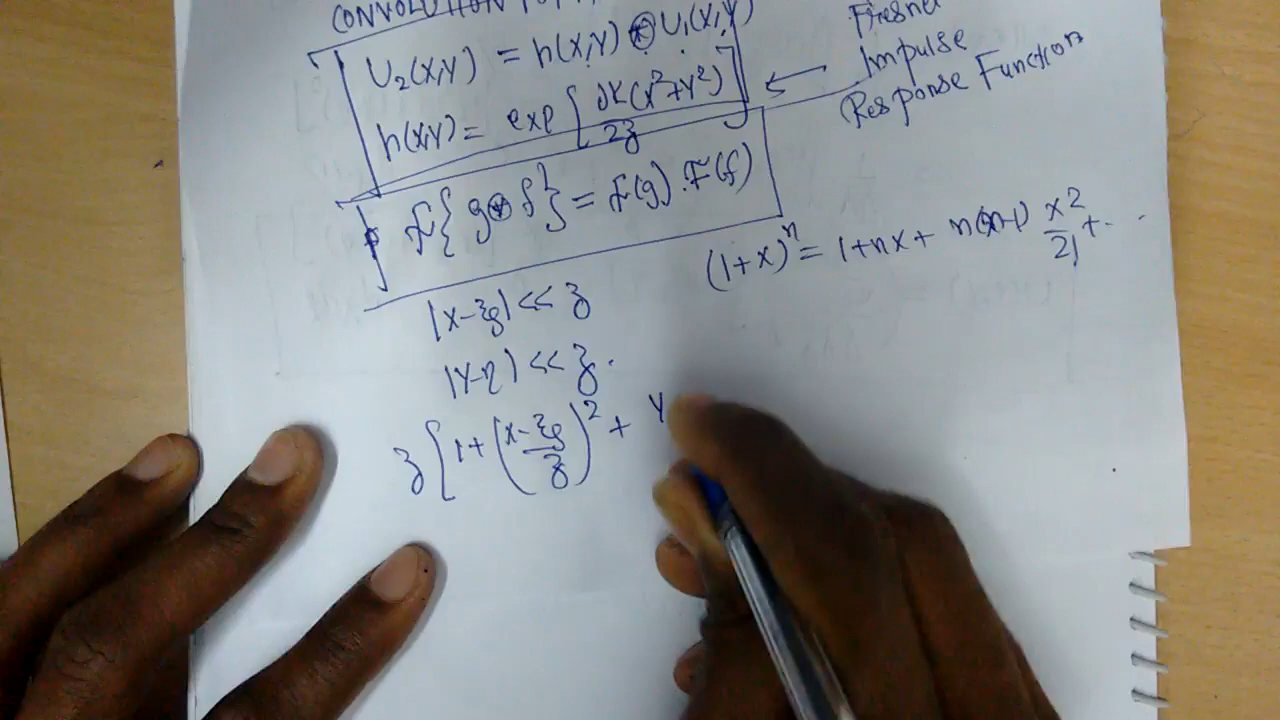 CONVOLUTION
U₂(x,y) = h(x,y) ⊛ U₁(x,y)
h(x,y) = exp[jk(x²+y²)/2z]
← Fresnel Impulse Response Function
F{g⊛f} = F(g).F(f)
(1+x)ⁿ = 1+nx+ n(n-1) x²/2! + ...
|x-ξ| << z
|y-η| << z.
z[1+(x-ξ/z)² + y